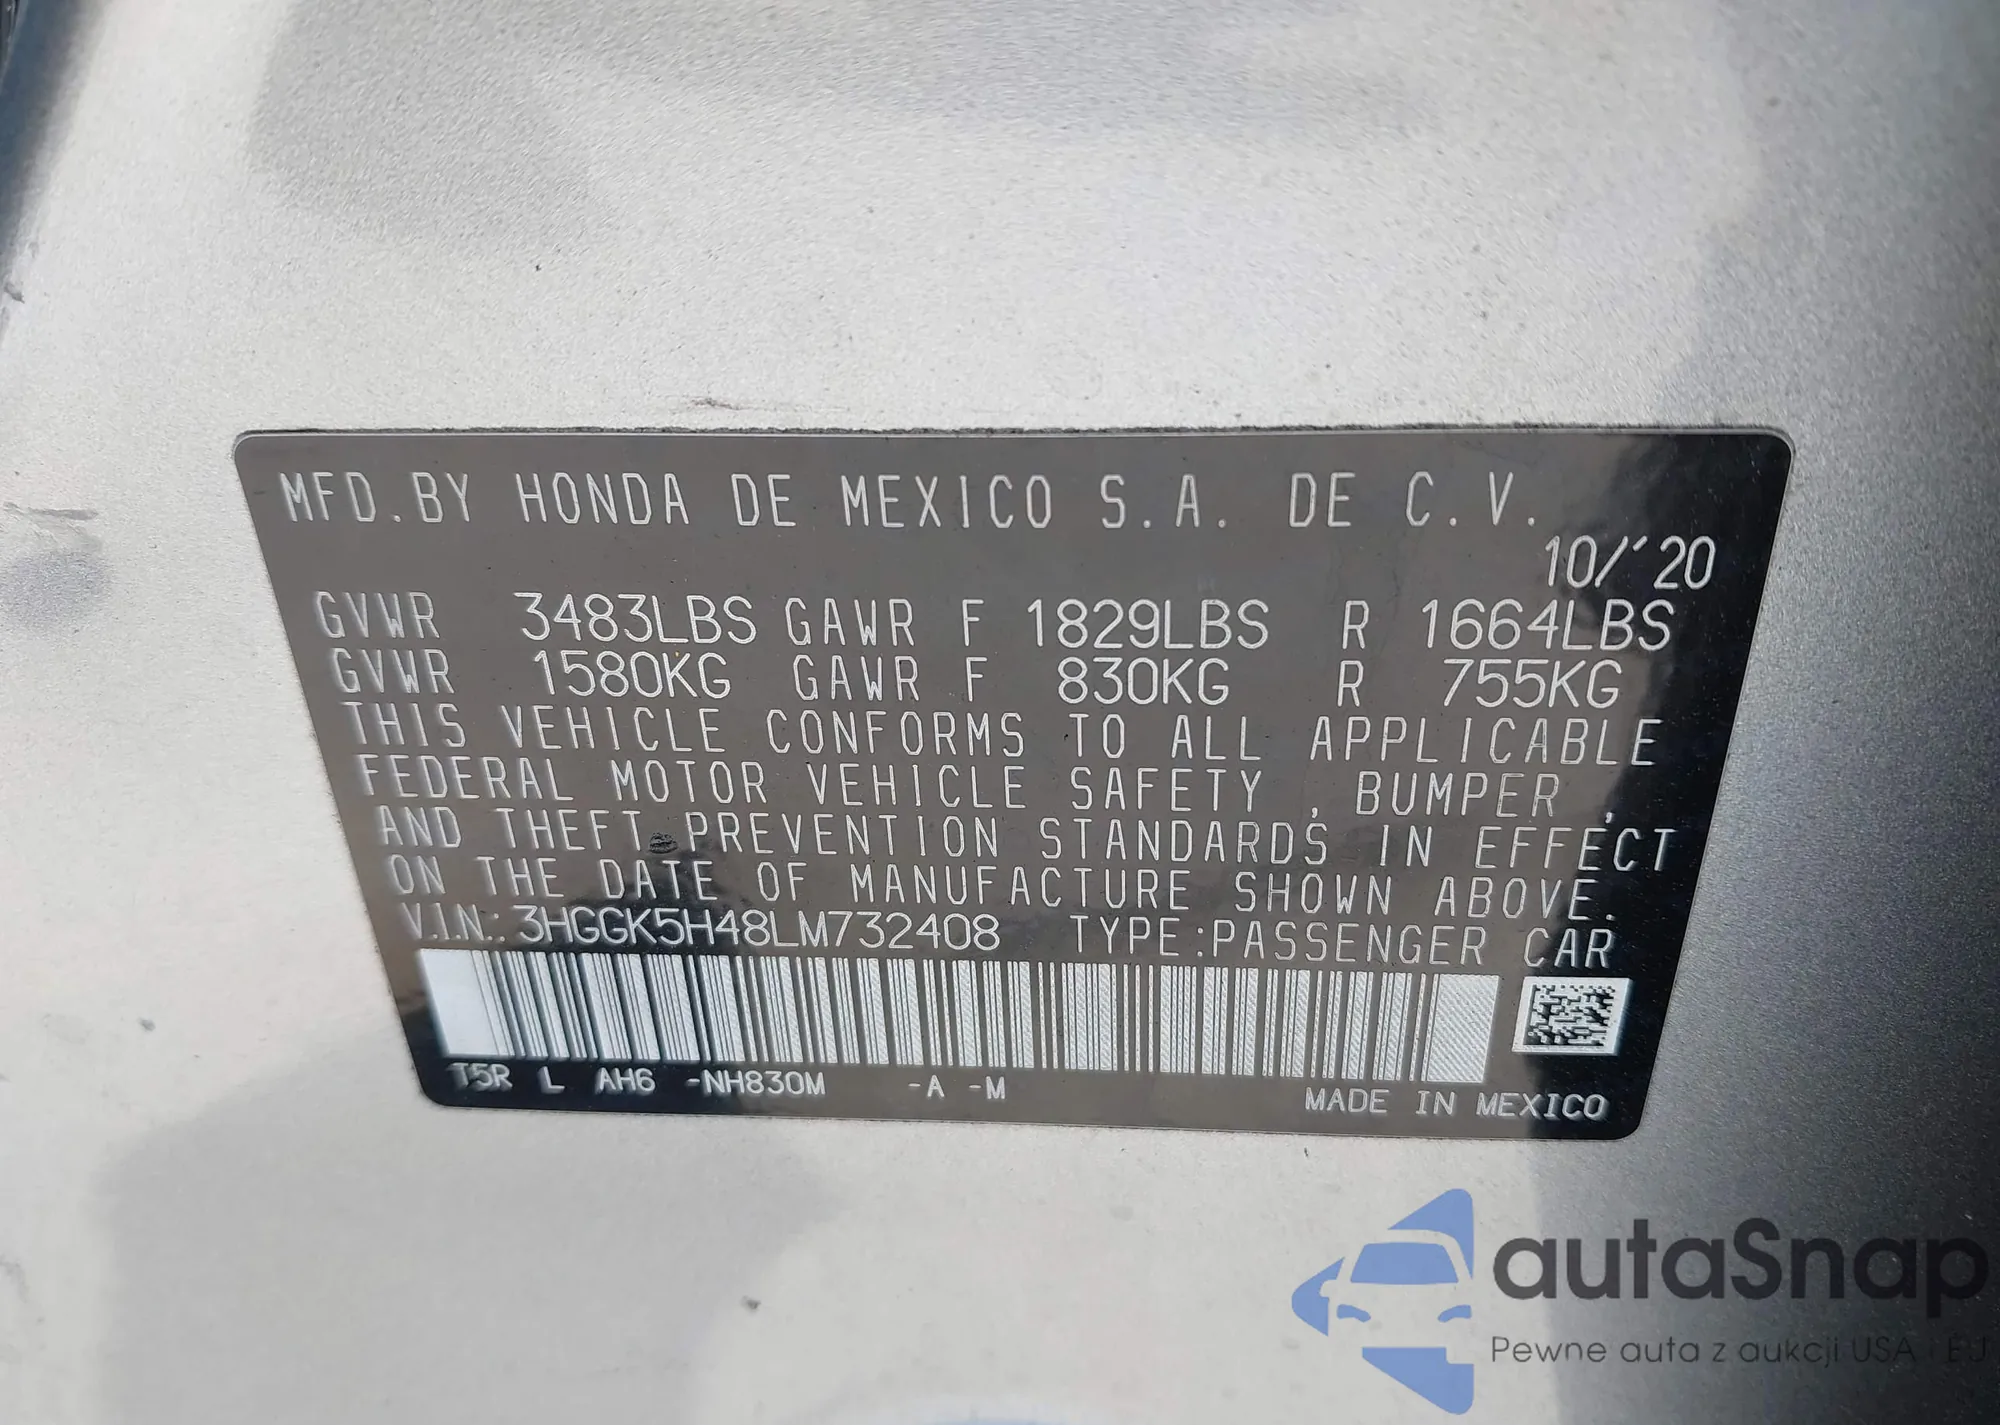 MFD.BY HONDA DE MEXICO S.A. DE C.V.
10/'20
GVWR 3483LBS GAWR F 1829LBS R 1664LBS
GVWR 1580KG GAWR F 830KG R 755KG
THIS VEHICLE CONFORMS TO ALL APPLICABLE
FEDERAL MOTOR VEHICLE SAFETY , BUMPER ,
AND THEFT PREVENTION STANDARDS IN EFFECT
ON THE DATE OF MANUFACTURE SHOWN ABOVE.
V.I.N.: 3HGGK5H48LM732408 TYPE:PASSENGER CAR
T5R L AH6 -NH830M -A -M
MADE IN MEXICO
autaSnap
Pewne auta z aukcji USA i EU